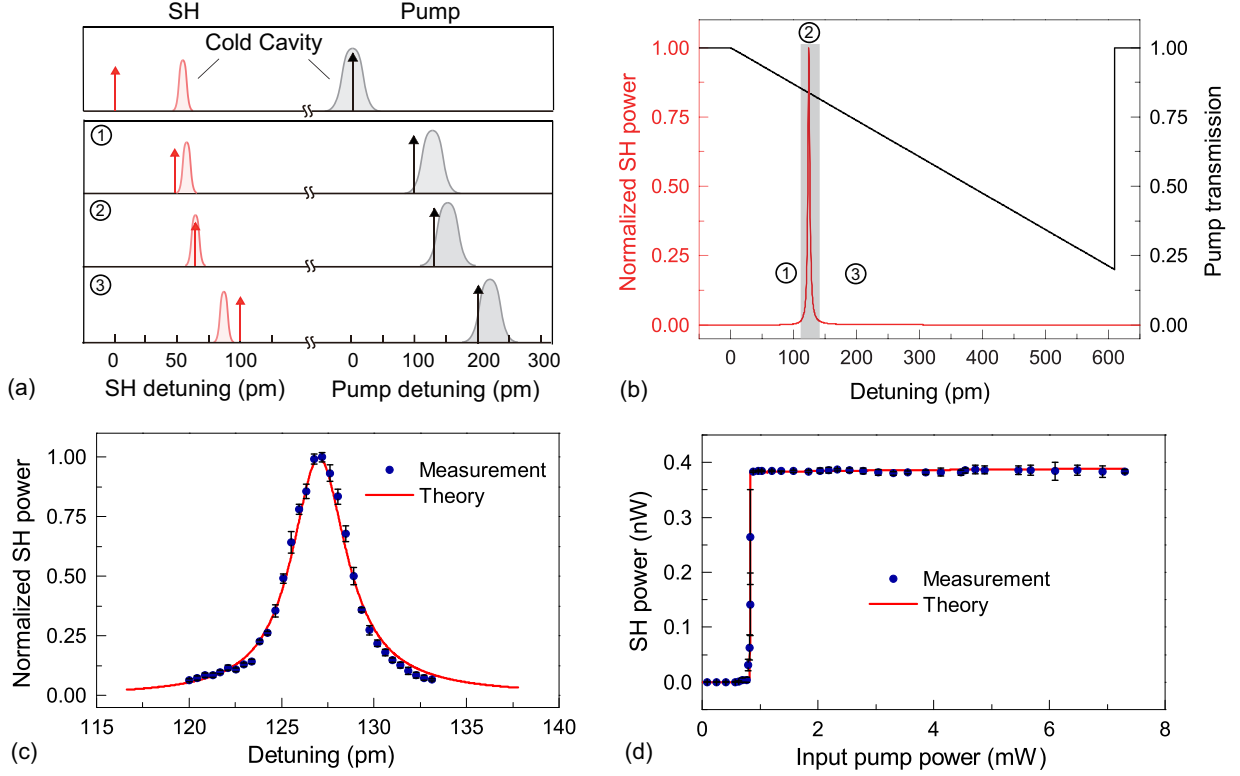 SH Pump
Cold Cavity
①
②
③
0 50 100 0 100 200 300
SH detuning (pm) Pump detuning (pm)
(a)
②
1.00 1.00
0.75 0.75
0.50 0.50
0.25 0.25
0.00 0.00
① ③
Normalized SH power
Pump transmission
0 100 200 300 400 500 600
Detuning (pm)
(b)
1.00
0.75
0.50
0.25
0.00
Normalized SH power
Measurement
Theory
115 120 125 130 135 140
Detuning (pm)
(c)
0.4
0.3
0.2
0.1
0.0
SH power (nW)
Measurement
Theory
0 2 4 6 8
Input pump power (mW)
(d)